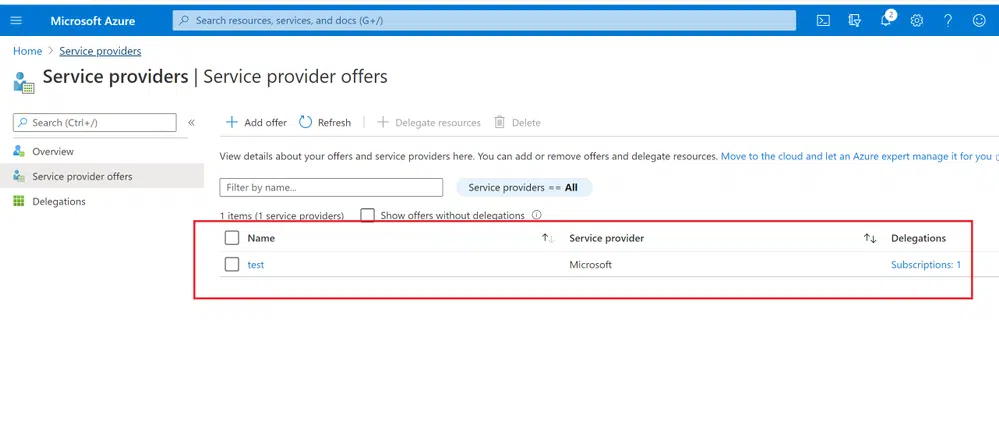 Microsoft Azure
Search resources, services, and docs (G+/)
2
Home > Service providers
Service providers | Service provider offers
Search (Ctrl+/)
«
Overview
Service provider offers
Delegations
+ Add offer Refresh + Delegate resources Delete
View details about your offers and service providers here. You can add or remove offers and delegate resources. Move to the cloud and let an Azure expert manage it for you
Filter by name...
Service providers == All
1 items (1 service providers) Show offers without delegations
Name ↑↓ Service provider ↑↓ Delegations
test Microsoft Subscriptions: 1